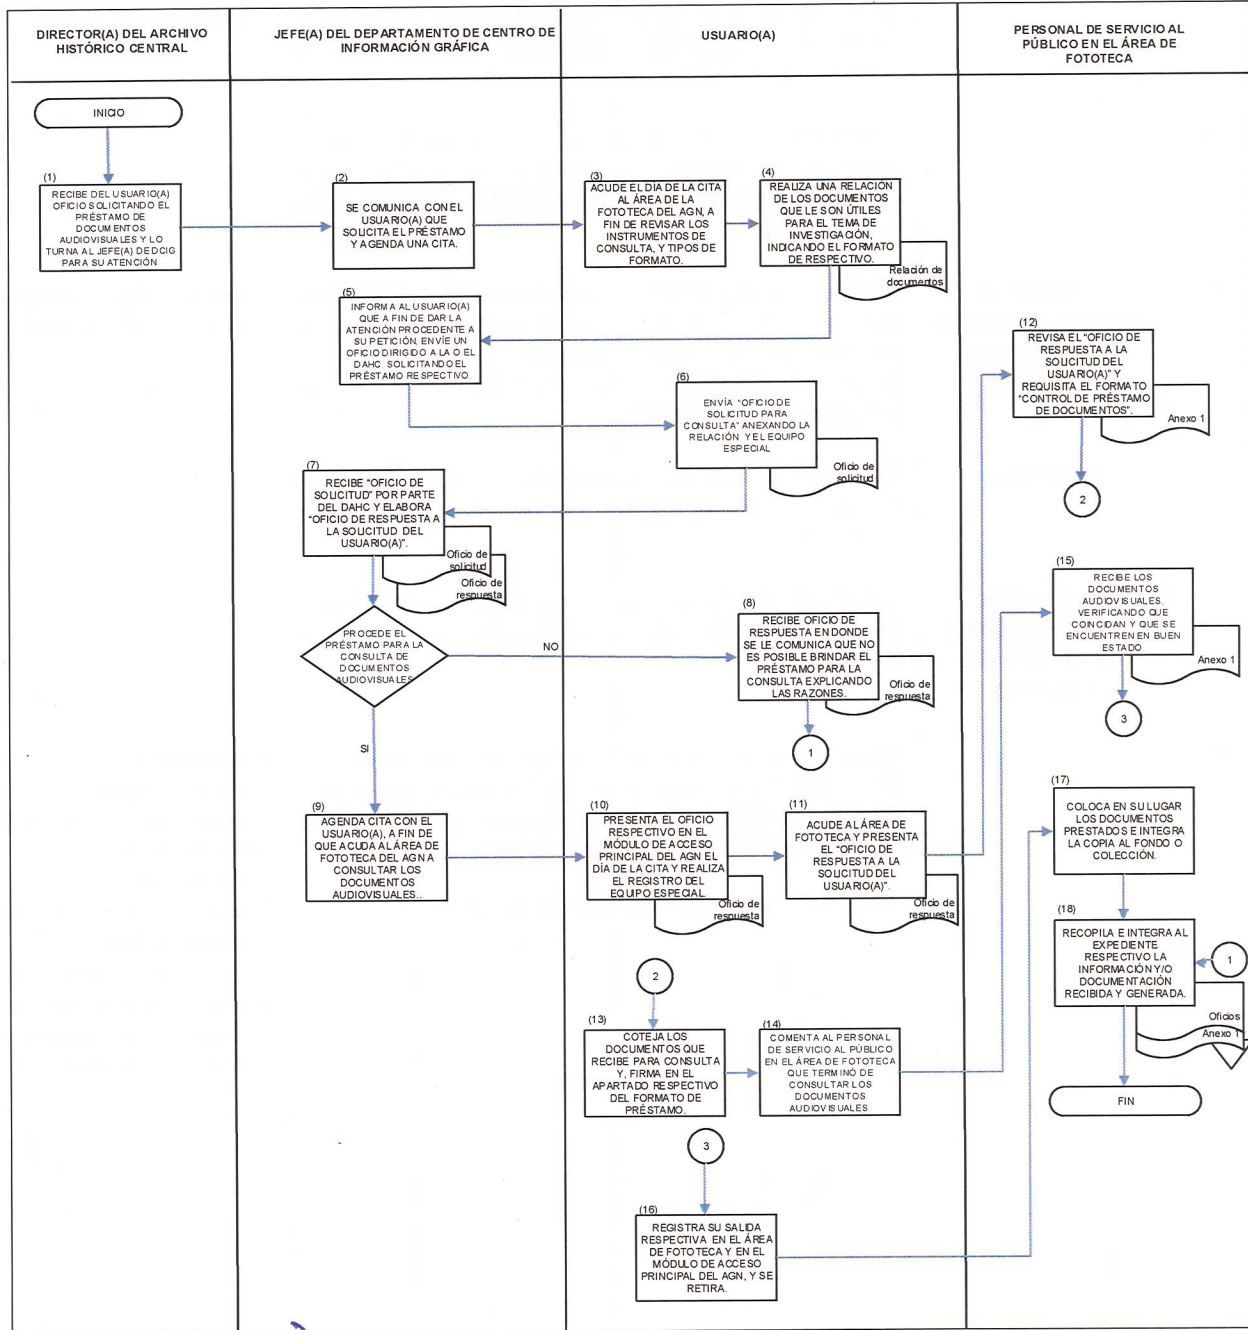 DIRECTOR(A) DEL ARCHIVO
HISTÓRICO CENTRAL
JEFE(A) DEL DEPARTAMENTO DE CENTRO DE
INFORMACIÓN GRÁFICA
USUARIO(A)
PERSONAL DE SERVICIO AL
PÚBLICO EN EL ÁREA DE
FOTOTECA
INICIO
(1)
RECIBE DEL USUARIO(A)
OFICIO SOLICITANDO EL
PRÉSTAMO DE
DOCUMENTOS
AUDIOVISUALES Y LO
TURNA AL JEFE(A) DE DCIG
PARA SU ATENCIÓN
(2)
SE COMUNICA CON EL
USUARIO(A) QUE
SOLICITA EL PRÉSTAMO Y
AGENDA UNA CITA.
(3)
ACUDE EL DÍA DE LA CITA
AL ÁREA DE LA
FOTOTECA DEL AGN, A
FIN DE REVISAR LOS
INSTRUMENTOS DE
CONSULTA, Y TIPOS DE
FORMATO.
(4)
REALIZA UNA RELACIÓN
DE LOS DOCUMENTOS
QUE LE SON ÚTILES
PARA EL TEMA DE
INVESTIGACIÓN,
INDICANDO EL FORMATO
DE RESPECTIVO.
Relación de
documentos
(5)
INFORMA AL USUARIO(A)
QUE A FIN DE DAR LA
ATENCIÓN PROCEDENTE A
SU PETICIÓN, ENVÍE UN
OFICIO DIRIGIDO A LA O EL
DAHC. SOLICITANDO EL
PRÉSTAMO RESPECTIVO
(6)
ENVÍA "OFICIO DE
SOLICITUD PARA
CONSULTA" ANEXANDO LA
RELACIÓN Y EL EQUIPO
ESPECIAL
Oficio de
solicitud
(7)
RECIBE "OFICIO DE
SOLICITUD" POR PARTE
DEL DAHC Y ELABORA
"OFICIO DE RESPUESTA A
LA SOLICITUD DEL
USUARIO(A)".
Oficio de
solicitud
Oficio de
respuesta
PROCEDE EL
PRÉSTAMO PARA LA
CONSULTA DE
DOCUMENTOS
AUDIOVISUALES
NO
SI
(8)
RECIBE OFICIO DE
RESPUESTA EN DONDE
SE LE COMUNICA QUE NO
ES POSIBLE BRINDAR EL
PRÉSTAMO PARA LA
CONSULTA EXPLICANDO
LAS RAZONES.
Oficio de
respuesta
1
(9)
AGENDA CITA CON EL
USUARIO(A), A FIN DE
QUE ACUDA AL ÁREA DE
FOTOTECA DEL AGN A
CONSULTAR LOS
DOCUMENTOS
AUDIOVISUALES..
(10)
PRESENTA EL OFICIO
RESPECTIVO EN EL
MÓDULO DE ACCESO
PRINCIPAL DEL AGN EL
DÍA DE LA CITA Y REALIZA
EL REGISTRO DEL
EQUIPO ESPECIAL.
Oficio de
respuesta
(11)
ACUDE AL ÁREA DE
FOTOTECA Y PRESENTA
EL "OFICIO DE
RESPUESTA A LA
SOLICITUD DEL
USUARIO(A)".
Oficio de
respuesta
(12)
REVISA EL "OFICIO DE
RESPUESTA A LA
SOLICITUD DEL
USUARIO(A)" Y
REQUISITA EL FORMATO
"CONTROL DE PRÉSTAMO
DE DOCUMENTOS".
Anexo 1
2
2
(13)
COTEJA LOS
DOCUMENTOS QUE
RECIBE PARA CONSULTA
Y, FIRMA EN EL
APARTADO RESPECTIVO
DEL FORMATO DE
PRÉSTAMO.
(14)
COMENTA AL PERSONAL
DE SERVICIO AL PÚBLICO
EN EL ÁREA DE FOTOTECA
QUE TERMINÓ DE
CONSULTAR LOS
DOCUMENTOS
AUDIOVISUALES
(15)
RECIBE LOS
DOCUMENTOS
AUDIOVISUALES,
VERIFICANDO QUE
COINCIDAN Y QUE SE
ENCUENTREN EN BUEN
ESTADO.
Anexo 1
3
3
(16)
REGISTRA SU SALIDA
RESPECTIVA EN EL ÁREA
DE FOTOTECA Y EN EL
MÓDULO DE ACCESO
PRINCIPAL DEL AGN, Y SE
RETIRA.
(17)
COLOCA EN SU LUGAR
LOS DOCUMENTOS
PRESTADOS E INTEGRA
LA COPIA AL FONDO O
COLECCIÓN.
(18)
RECOPILA E INTEGRA AL
EXPEDIENTE
RESPECTIVO LA
INFORMACIÓN Y/O
DOCUMENTACIÓN
RECIBIDA Y GENERADA.
1
Oficios
Anexo 1
FIN